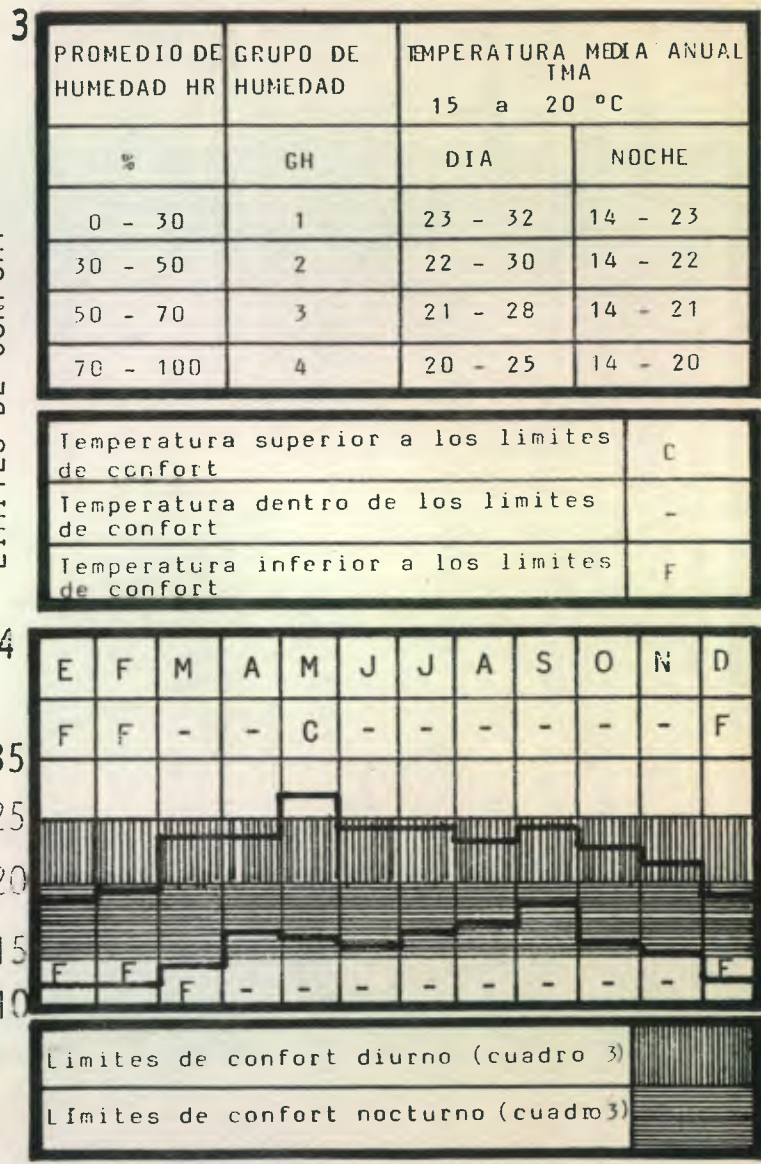 3
PROMEDIO DE HUMEDAD HR
GRUPO DE HUMEDAD
TEMPERATURA MEDIA ANUAL
TMA
15 a 20 ºC
% GH DIA NOCHE
0 - 30 1 23 - 32 14 - 23
30 - 50 2 22 - 30 14 - 22
50 - 70 3 21 - 28 14 - 21
70 - 100 4 20 - 25 14 - 20
Temperatura superior a los limites
de confort
C
Temperatura dentro de los limites
de confort
-
Temperatura inferior a los limites
de confort
F
4
E F M A M J J A S O N D
F F - - C - - - - - - F
35
25
20
15
10
F F F - - - - - - - - F
Limites de confort diurno (cuadro 3)
LÍmites de confort nocturno (cuadro 3)